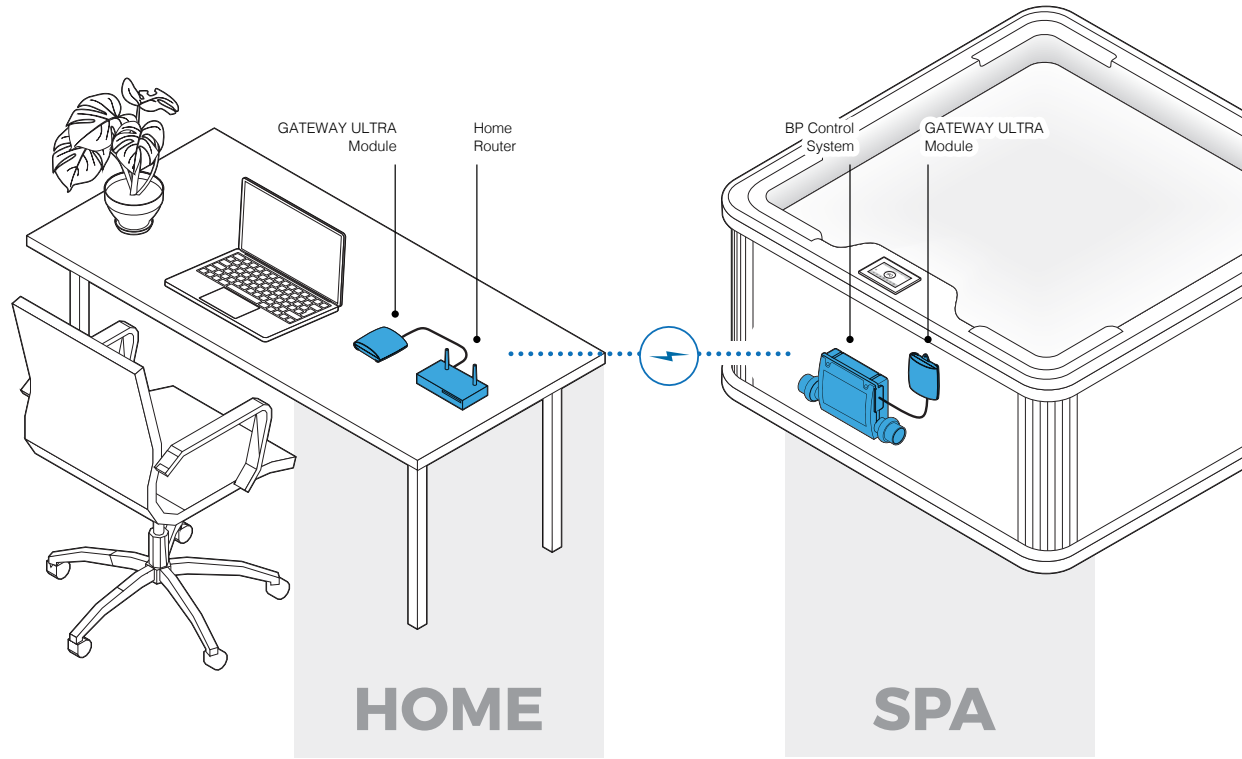 GATEWAY ULTRA
Module
Home
Router
BP Control
System
GATEWAY ULTRA
Module
HOME
SPA